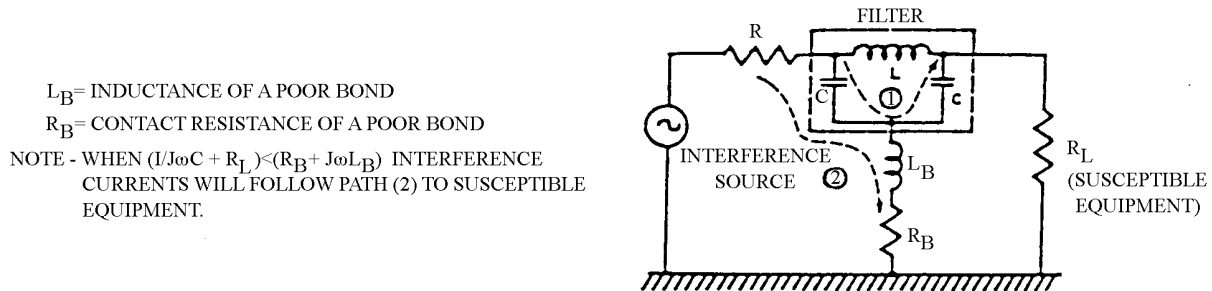 L_B= INDUCTANCE OF A POOR BOND
R_B= CONTACT RESISTANCE OF A POOR BOND
NOTE - WHEN (I/JωC + R_L)<(R_B+ JωL_B) INTERFERENCE
CURRENTS WILL FOLLOW PATH (2) TO SUSCEPTIBLE
EQUIPMENT.
FILTER
R
L
C
C
1
INTERFERENCE
SOURCE
2
L_B
R_B
R_L
(SUSCEPTIBLE
EQUIPMENT)